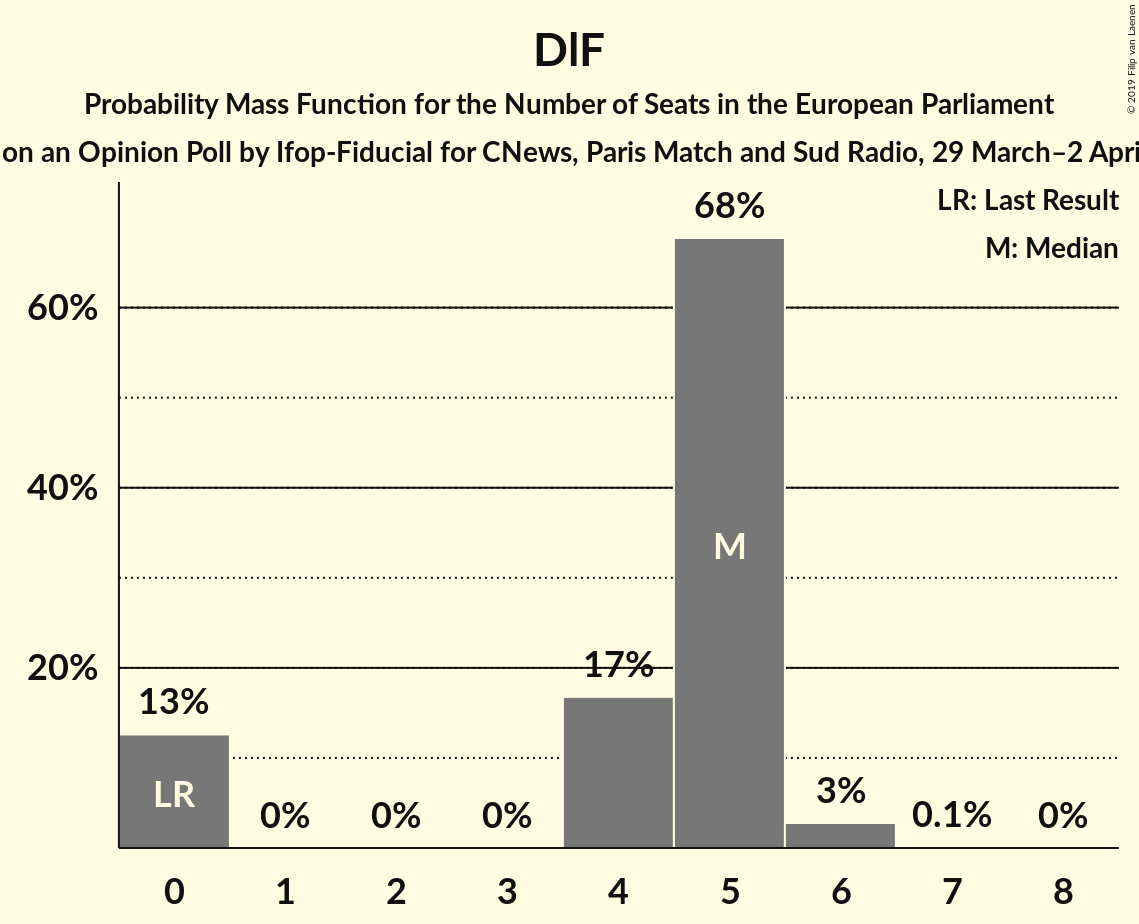 DlF
Probability Mass Function for the Number of Seats in the European Parliament
on an Opinion Poll by Ifop-Fiducial for CNews, Paris Match and Sud Radio, 29 March–2 Apri
© 2019 Filip van Laenen
LR: Last Result
M: Median
68%
60%
40%
M
20%
17%
13%
LR
0%
0%
0%
3%
0.1%
0%
0 1 2 3 4 5 6 7 8